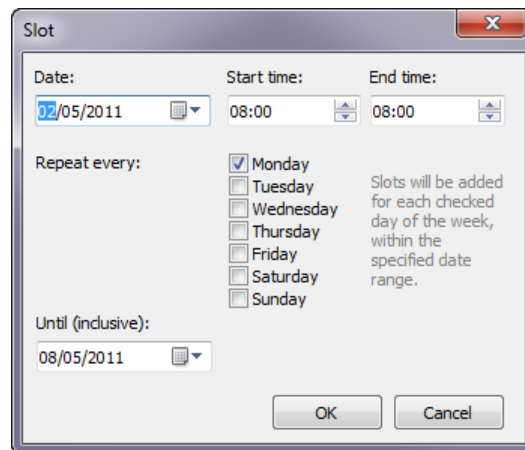 Slot
Date: Start time: End time:
02/05/2011 08:00 08:00
Repeat every:
Monday
Tuesday
Wednesday
Thursday
Friday
Saturday
Sunday
Slots will be added
for each checked
day of the week,
within the
specified date
range.
Until (inclusive):
08/05/2011
OK Cancel